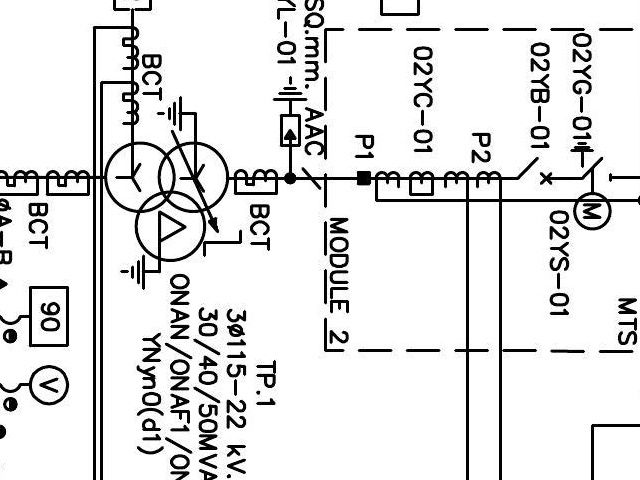 SQ.mm. AAC
YL-01
BCT
02YC-01
02YB-01
02YG-01
P1
P2
BCT
BCT
M
02YS-01
MODULE 2
MTS
90
V
TP.1
3ø115-22 kV.
30/40/50MVA
ONAN/ONAF1/ON
YNyn0(d1)